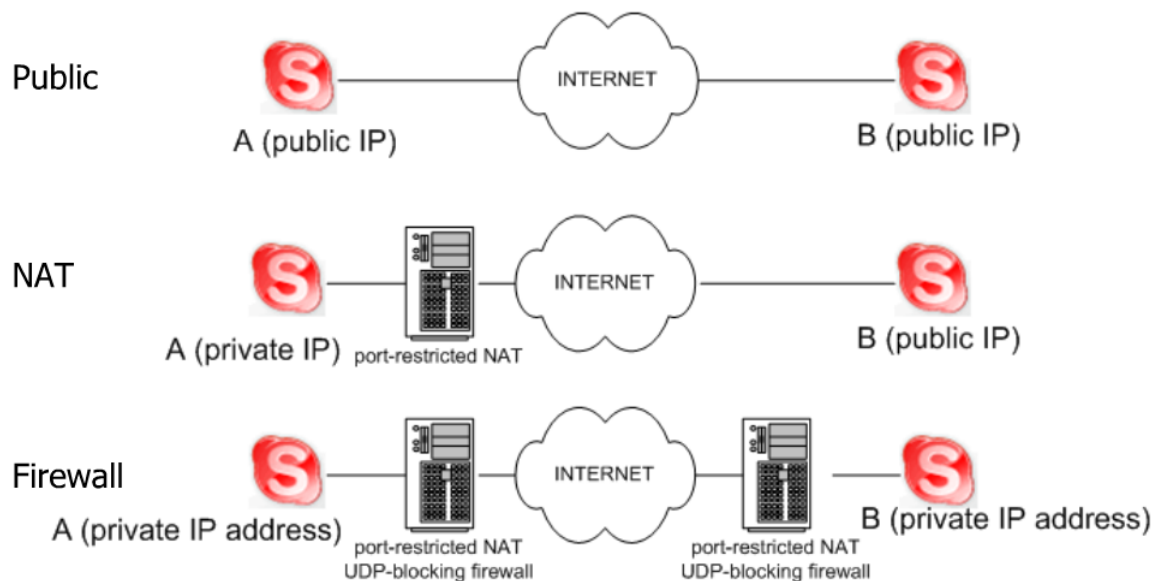 Public
S
INTERNET
S
A (public IP)
B (public IP)
NAT
S
INTERNET
S
A (private IP)
port-restricted NAT
B (public IP)
Firewall
S
INTERNET
S
A (private IP address)
B (private IP address)
port-restricted NAT
UDP-blocking firewall
port-restricted NAT
UDP-blocking firewall